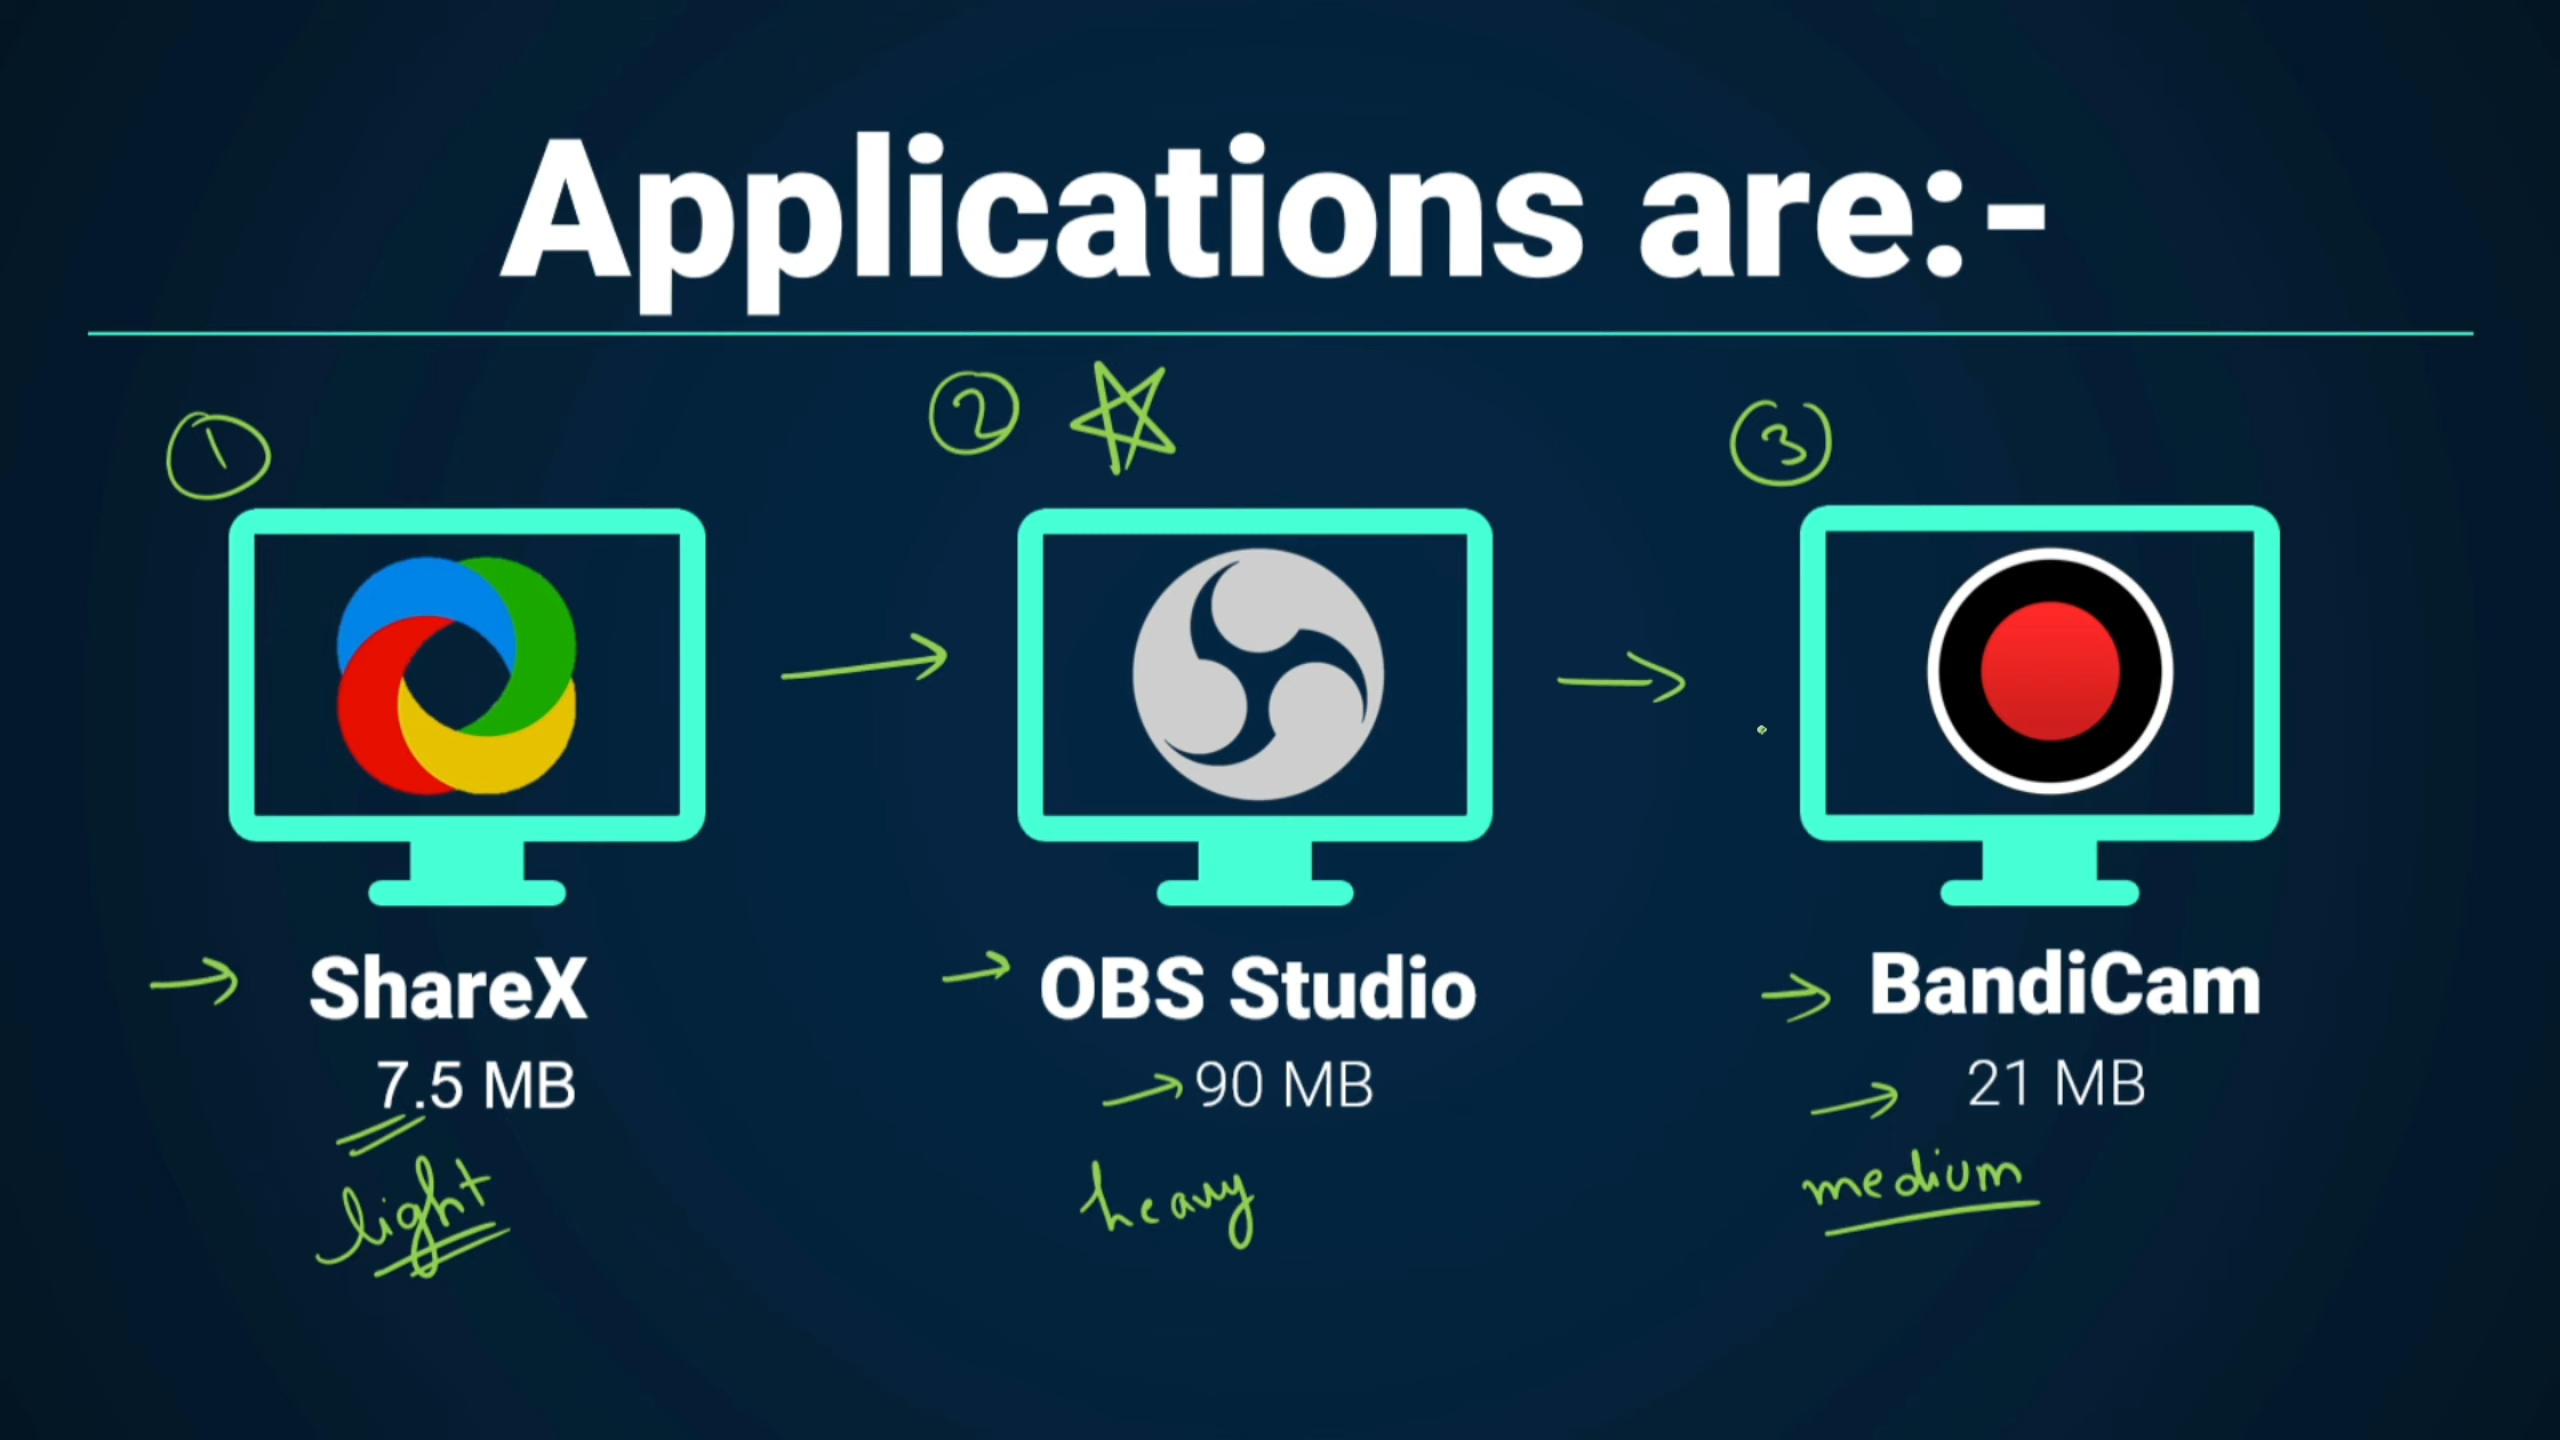 Applications are:-
1
2
3
ShareX
7.5 MB
light
OBS Studio
90 MB
heavy
BandiCam
21 MB
medium